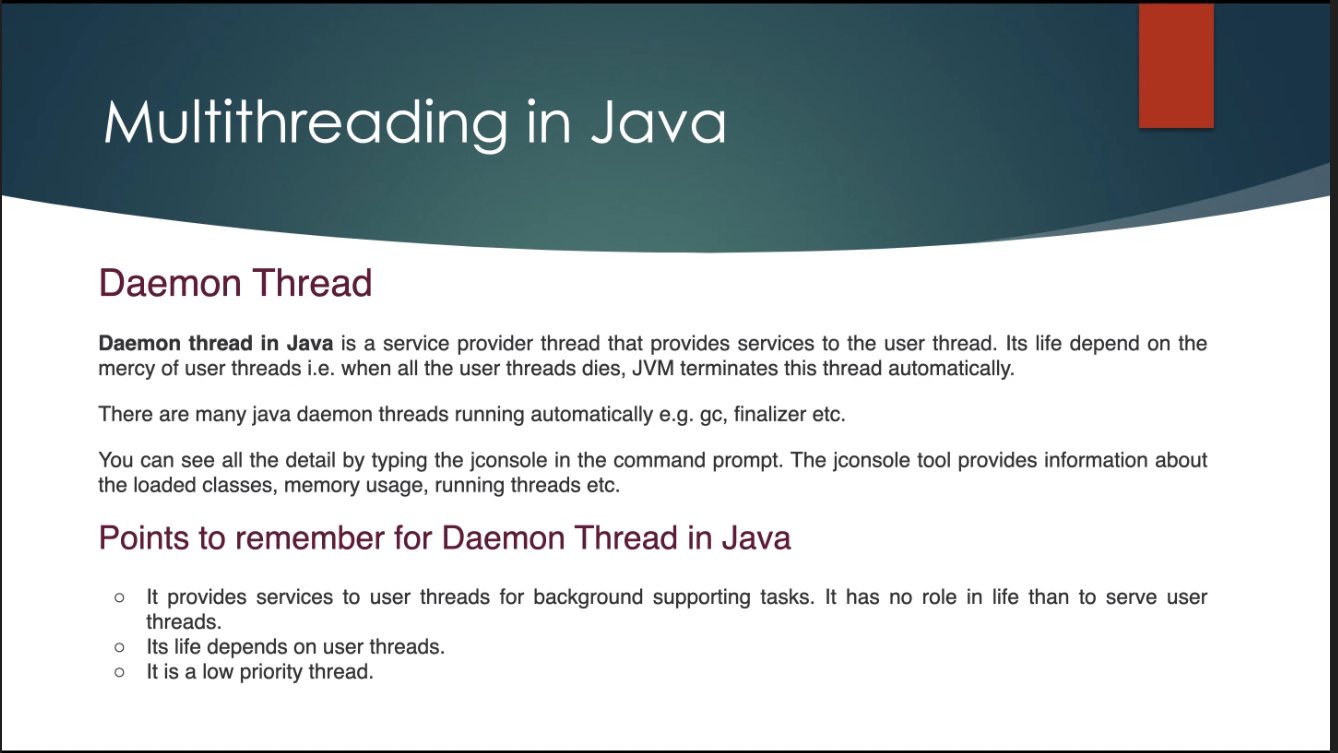 Multithreading in Java
Daemon Thread
Daemon thread in Java is a service provider thread that provides services to the user thread. Its life depend on the
mercy of user threads i.e. when all the user threads dies, JVM terminates this thread automatically.
There are many java daemon threads running automatically e.g. gc, finalizer etc.
You can see all the detail by typing the jconsole in the command prompt. The jconsole tool provides information about
the loaded classes, memory usage, running threads etc.
Points to remember for Daemon Thread in Java
○ It provides services to user threads for background supporting tasks. It has no role in life than to serve user
threads.
○ Its life depends on user threads.
○ It is a low priority thread.